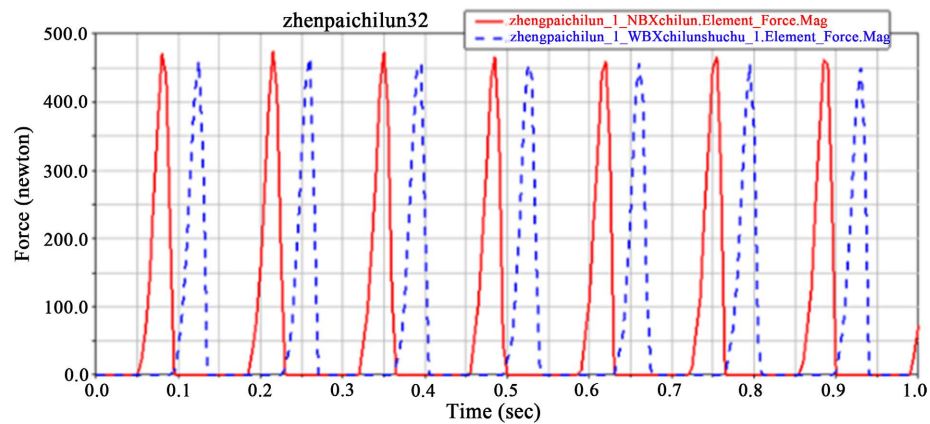 zhenpaichilun32
zhengpaichilun_1_NBXchilun.Element_Force.Mag
zhengpaichilun_1_WBXchilunshuchu_1.Element_Force.Mag
500.0
400.0
300.0
200.0
100.0
0.0
Force (newton)
0.0 0.1 0.2 0.3 0.4 0.5 0.6 0.7 0.8 0.9 1.0
Time (sec)